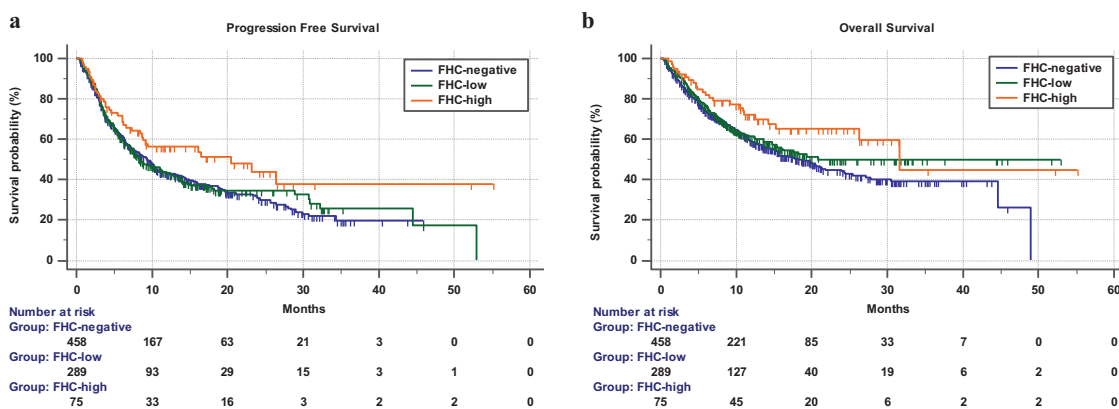 a
Progression Free Survival
Survival probability (%)
100
80
60
40
20
0
FHC-negative
FHC-low
FHC-high
0 10 20 30 40 50 60
Months
Number at risk
Group: FHC-negative
458 167 63 21 3 0 0
Group: FHC-low
289 93 29 15 3 1 0
Group: FHC-high
75 33 16 3 2 2 0
b
Overall Survival
Survival probability (%)
100
80
60
40
20
0
FHC-negative
FHC-low
FHC-high
0 10 20 30 40 50 60
Months
Number at risk
Group: FHC-negative
458 221 85 33 7 0 0
Group: FHC-low
289 127 40 19 6 2 0
Group: FHC-high
75 45 20 6 2 2 0